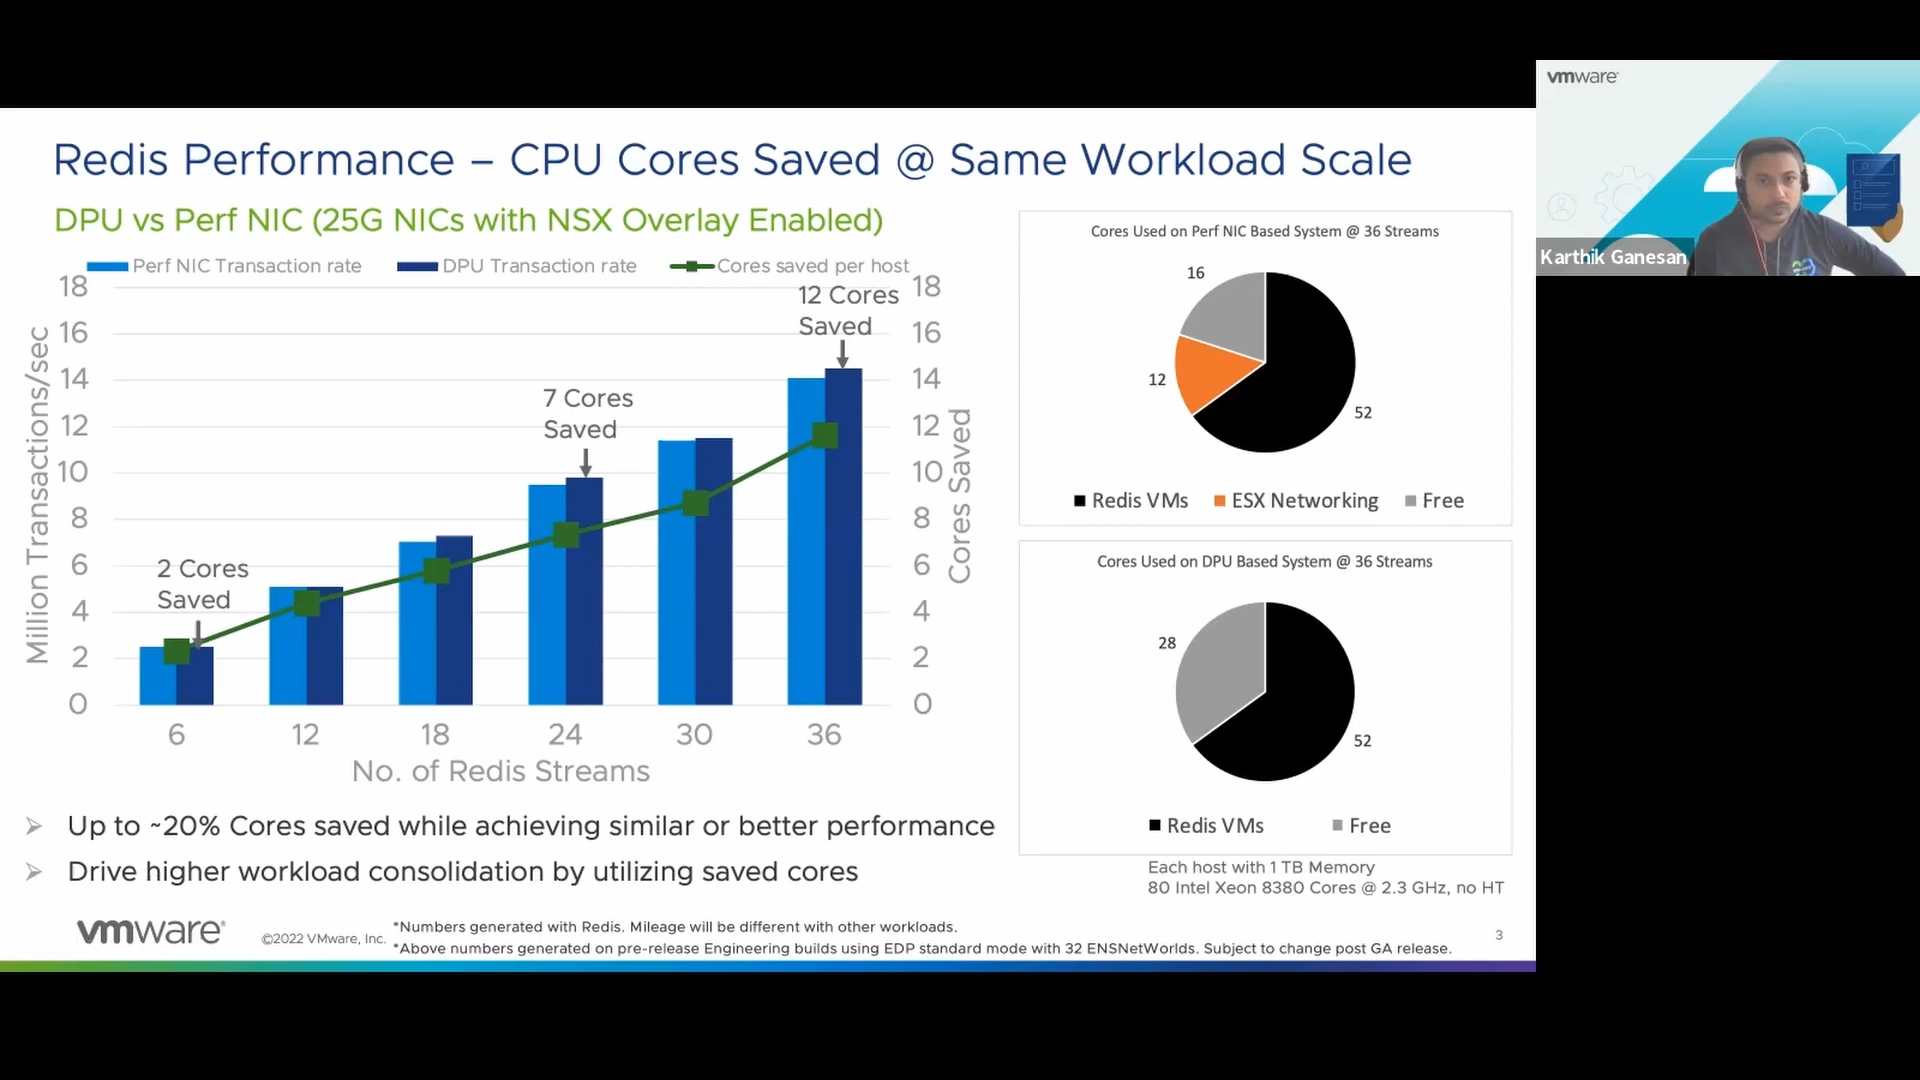 Redis Performance – CPU Cores Saved @ Same Workload Scale
DPU vs Perf NIC (25G NICs with NSX Overlay Enabled)
Perf NIC Transaction rate
DPU Transaction rate
Cores saved per host
Million Transactions/sec
18
16
14
12
10
8
6
4
2
0
2 Cores
Saved
7 Cores
Saved
12 Cores
Saved
18
16
14
12
10
8
6
4
2
0
Cores Saved
6 12 18 24 30 36
No. of Redis Streams
Cores Used on Perf NIC Based System @ 36 Streams
16
12
52
Redis VMs ESX Networking Free
Cores Used on DPU Based System @ 36 Streams
28
52
Redis VMs Free
Each host with 1 TB Memory
80 Intel Xeon 8380 Cores @ 2.3 GHz, no HT
➢ Up to ~20% Cores saved while achieving similar or better performance
➢ Drive higher workload consolidation by utilizing saved cores
vmware®
©2022 VMware, Inc.
*Numbers generated with Redis. Mileage will be different with other workloads.
*Above numbers generated on pre-release Engineering builds using EDP standard mode with 32 ENSNetWorlds. Subject to change post GA release.
3
vmware®
Karthik Ganesan